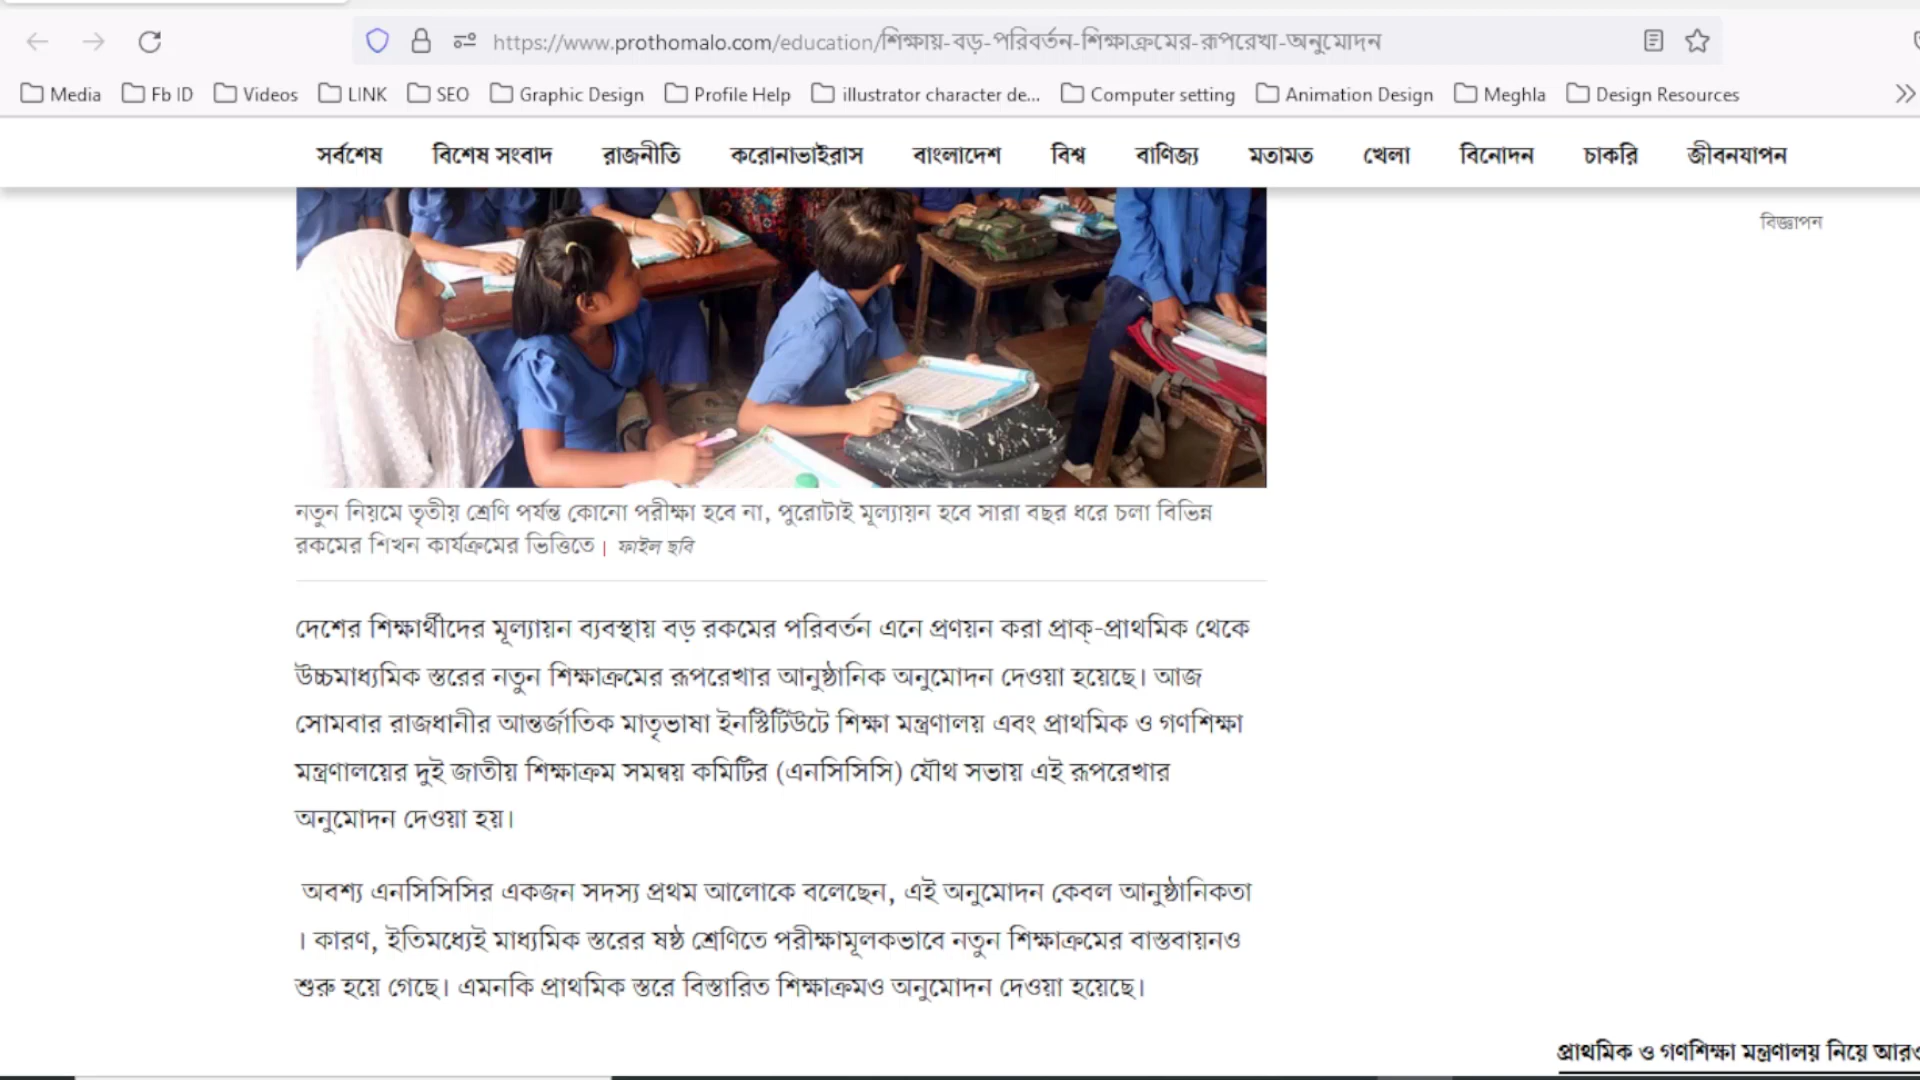 https://www.prothomalo.com/education/শিক্ষায়-বড়-পরিবর্তন-শিক্ষাক্রমের-রূপরেখা-অনুমোদন
Media Fb ID Videos LINK SEO Graphic Design Profile Help illustrator character de... Computer setting Animation Design Meghla Design Resources
সর্বশেষ বিশেষ সংবাদ রাজনীতি করোনাভাইরাস বাংলাদেশ বিশ্ব বাণিজ্য মতামত খেলা বিনোদন চাকরি জীবনযাপন
বিজ্ঞাপন
নতুন নিয়মে তৃতীয় শ্রেণি পর্যন্ত কোনো পরীক্ষা হবে না, পুরোটাই মূল্যায়ন হবে সারা বছর ধরে চলা বিভিন্ন
রকমের শিখন কার্যক্রমের ভিত্তিতে। ফাইল ছবি
দেশের শিক্ষার্থীদের মূল্যায়ন ব্যবস্থায় বড় রকমের পরিবর্তন এনে প্রণয়ন করা প্রাক্-প্রাথমিক থেকে
উচ্চমাধ্যমিক স্তরের নতুন শিক্ষাক্রমের রূপরেখার আনুষ্ঠানিক অনুমোদন দেওয়া হয়েছে। আজ
সোমবার রাজধানীর আন্তর্জাতিক মাতৃভাষা ইনস্টিটিউটে শিক্ষা মন্ত্রণালয় এবং প্রাথমিক ও গণশিক্ষা
মন্ত্রণালয়ের দুই জাতীয় শিক্ষাক্রম সমন্বয় কমিটির (এনসিসিসি) যৌথ সভায় এই রূপরেখার
অনুমোদন দেওয়া হয়।
অবশ্য এনসিসিসির একজন সদস্য প্রথম আলোকে বলেছেন, এই অনুমোদন কেবল আনুষ্ঠানিকতা
। কারণ, ইতিমধ্যেই মাধ্যমিক স্তরের ষষ্ঠ শ্রেণিতে পরীক্ষামূলকভাবে নতুন শিক্ষাক্রমের বাস্তবায়নও
শুরু হয়ে গেছে। এমনকি প্রাথমিক স্তরে বিস্তারিত শিক্ষাক্রমও অনুমোদন দেওয়া হয়েছে।
প্রাথমিক ও গণশিক্ষা মন্ত্রণালয় নিয়ে